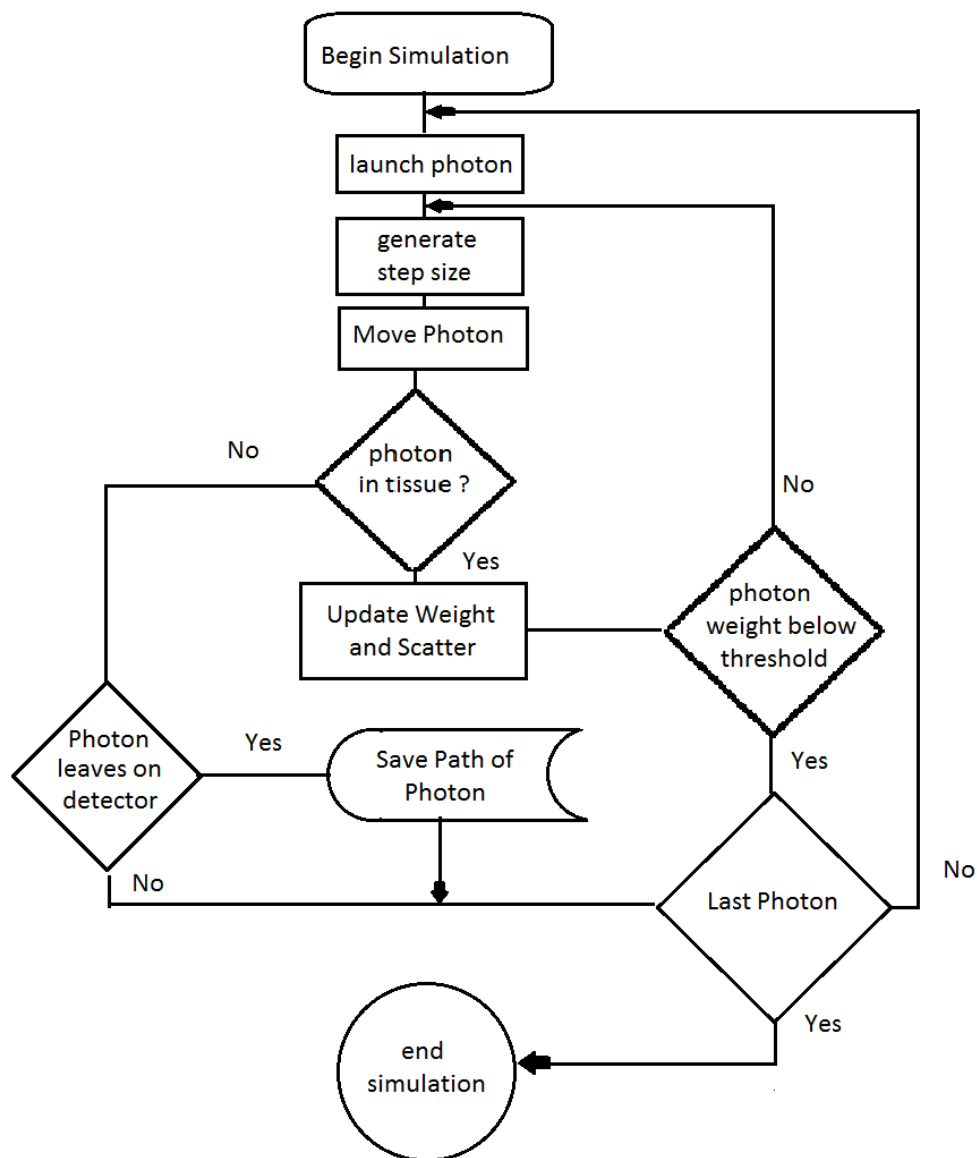 Begin Simulation
launch photon
generate
step size
Move Photon
No
photon
in tissue ?
Yes
No
Update Weight
and Scatter
photon
weight below
threshold
Photon
leaves on
detector
Yes
Save Path of
Photon
Yes
No
Last Photon
No
Yes
end
simulation